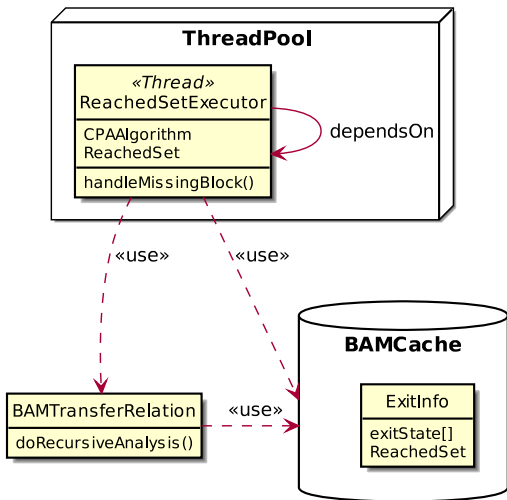 ThreadPool
«Thread»
ReachedSetExecutor
CPAAlgorithm
ReachedSet
handleMissingBlock()
dependsOn
«use»
«use»
BAMCache
BAMTransferRelation
doRecursiveAnalysis()
«use»
ExitInfo
exitState[]
ReachedSet